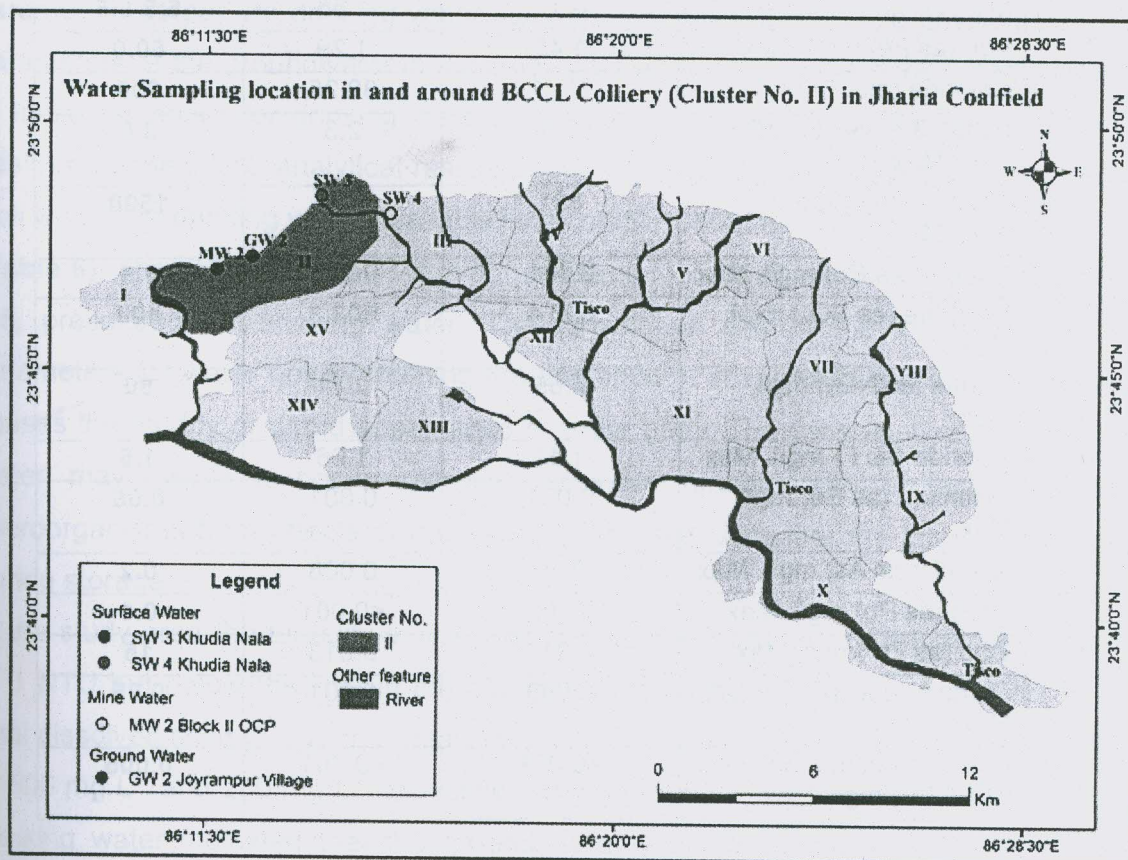 86°11'30"E 86°20'0"E 86°28'30"E
Water Sampling location in and around BCCL Colliery (Cluster No. II) in Jharia Coalfield
23°50'0"N 23°50'0"N
N
W E
S
SW 3
SW 4
GW 2
MW 2
I
II
III
IV
V
VI
Tisco
XV
XII
VII
VIII
23°45'0"N 23°45'0"N
XIV
XIII
XI
Tisco
IX
X
Tisco
23°40'0"N 23°40'0"N
Legend
Surface Water
SW 3 Khudia Nala
SW 4 Khudia Nala
Mine Water
MW 2 Block II OCP
Ground Water
GW 2 Joyrampur Village
Cluster No.
II
Other feature
River
0 6 12
Km
86°11'30"E 86°20'0"E 86°28'30"E